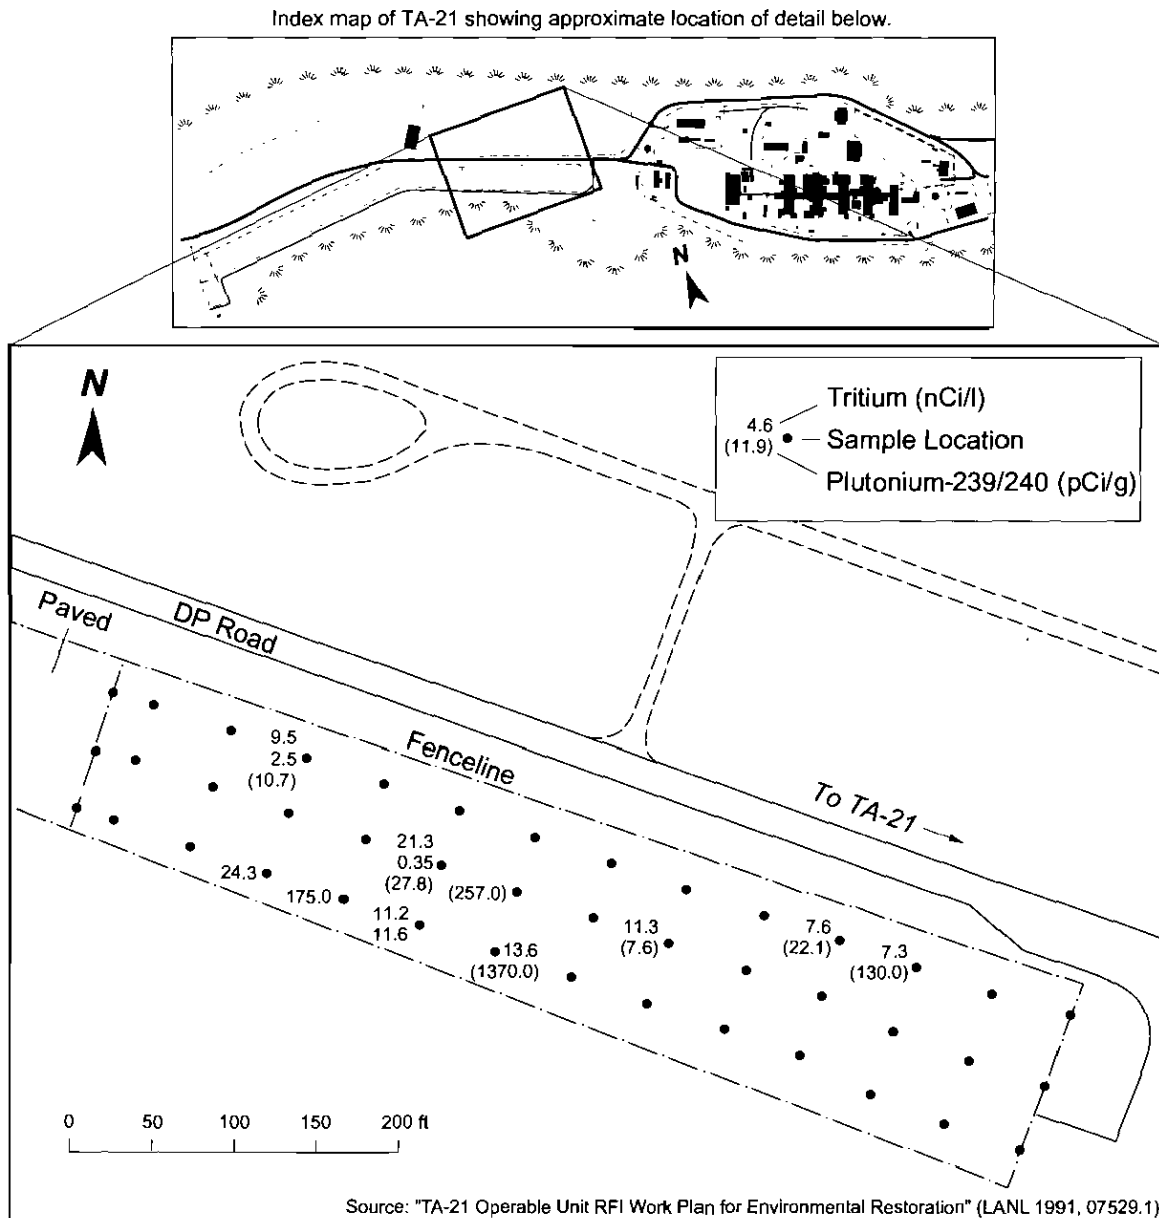 Index map of TA-21 showing approximate location of detail below.
N
N
Tritium (nCi/l)
4.6
Sample Location
(11.9)
Plutonium-239/240 (pCi/g)
Paved
DP Road
Fenceline
To TA-21
9.5
2.5
(10.7)
21.3
0.35
(27.8)
(257.0)
24.3
175.0
11.2
11.6
13.6
(1370.0)
11.3
(7.6)
7.6
(22.1)
7.3
(130.0)
0 50 100 150 200 ft
Source: "TA-21 Operable Unit RFI Work Plan for Environmental Restoration" (LANL 1991, 07529.1)